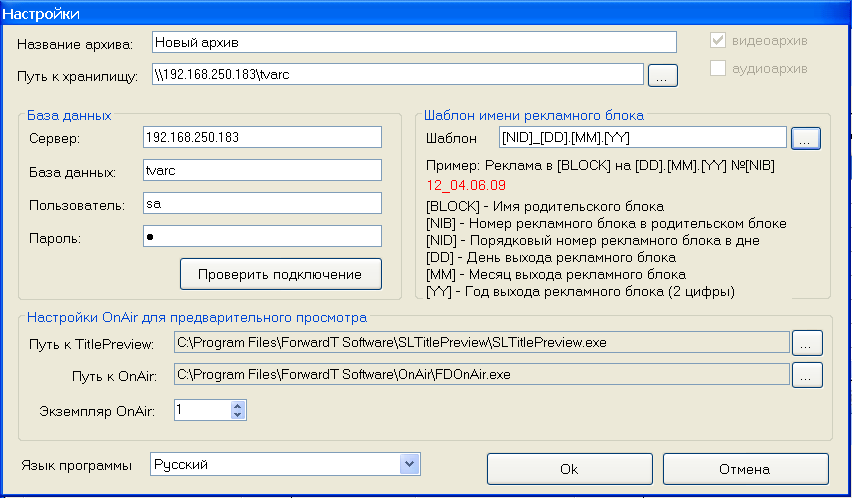 Настройки
Название архива: Новый архив
видеоархив
Путь к хранилищу: \\192.168.250.183\tvarc ...
аудиоархив
База данных
Сервер: 192.168.250.183
База данных: tvarc
Пользователь: sa
Пароль: ●
Проверить подключение
Шаблон имени рекламного блока
Шаблон [NID]_[DD].[MM].[YY] ...
Пример: Реклама в [BLOCK] на [DD].[MM].[YY] №[NIB]
12_04.06.09
[BLOCK] - Имя родительского блока
[NIB] - Номер рекламного блока в родительском блоке
[NID] - Порядковый номер рекламного блока в дне
[DD] - День выхода рекламного блока
[MM] - Месяц выхода рекламного блока
[YY] - Год выхода рекламного блока (2 цифры)
Настройки OnAir для предварительного просмотра
Путь к TitlePreview: C:\Program Files\ForwardT Software\SLTitlePreview\SLTitlePreview.exe ...
Путь к OnAir: C:\Program Files\ForwardT Software\OnAir\FDOnAir.exe ...
Экземпляр OnAir: 1
Язык программы Русский
Ok
Отмена